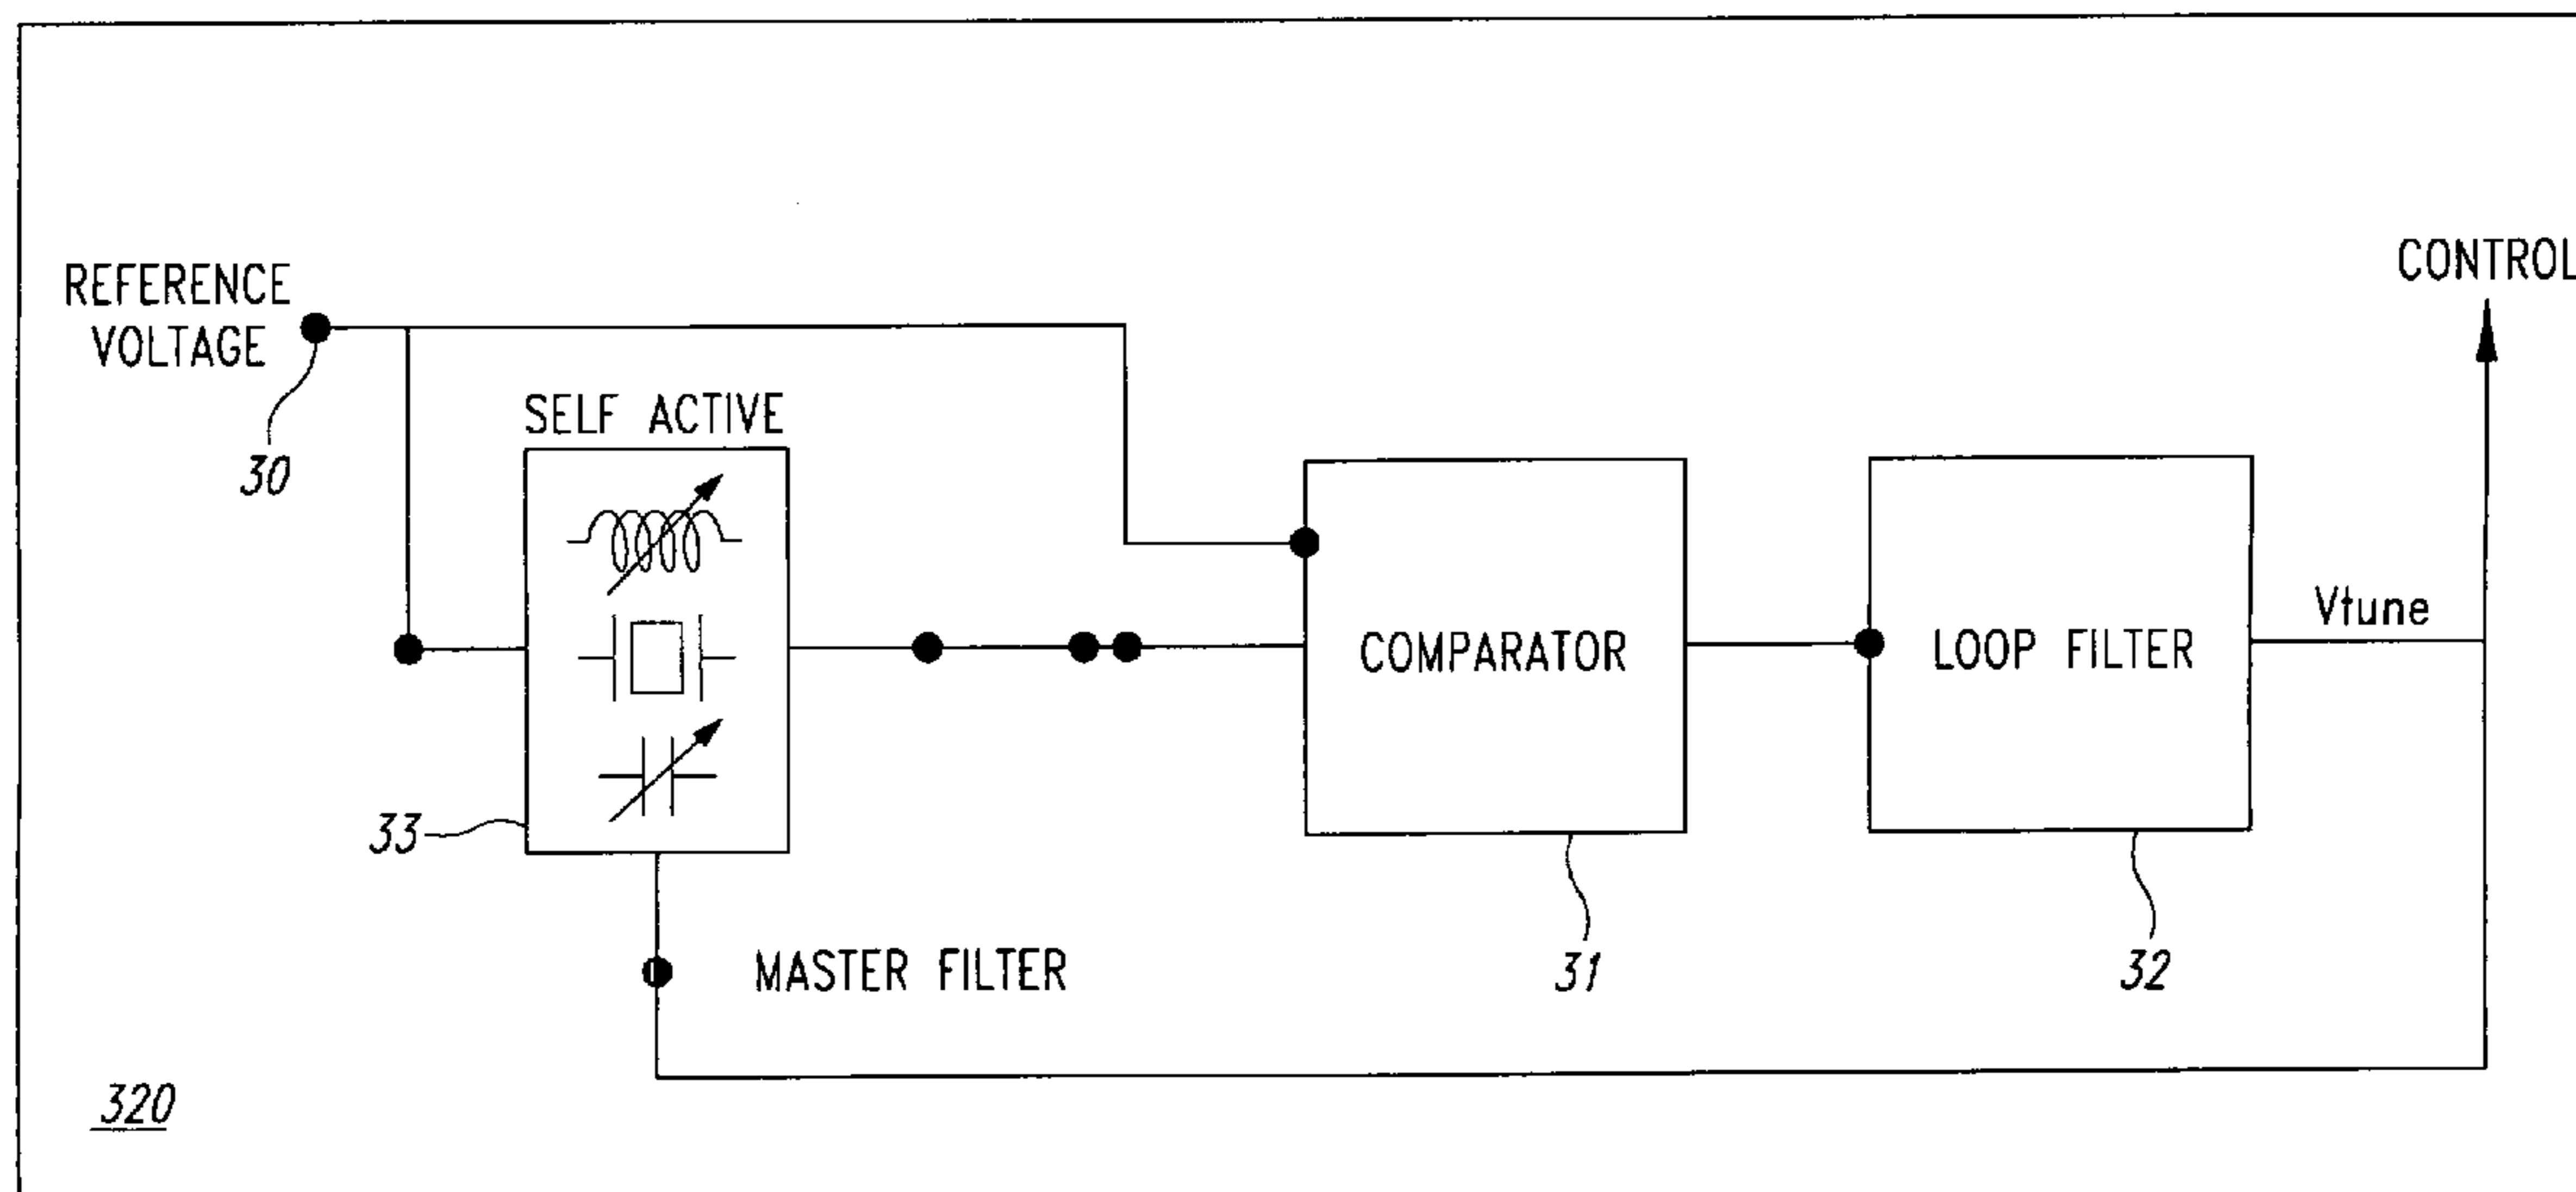 CONTROL
REFERENCE
VOLTAGE
30
SELF ACTIVE
33
COMPARATOR
31
LOOP FILTER
32
Vtune
MASTER FILTER
320